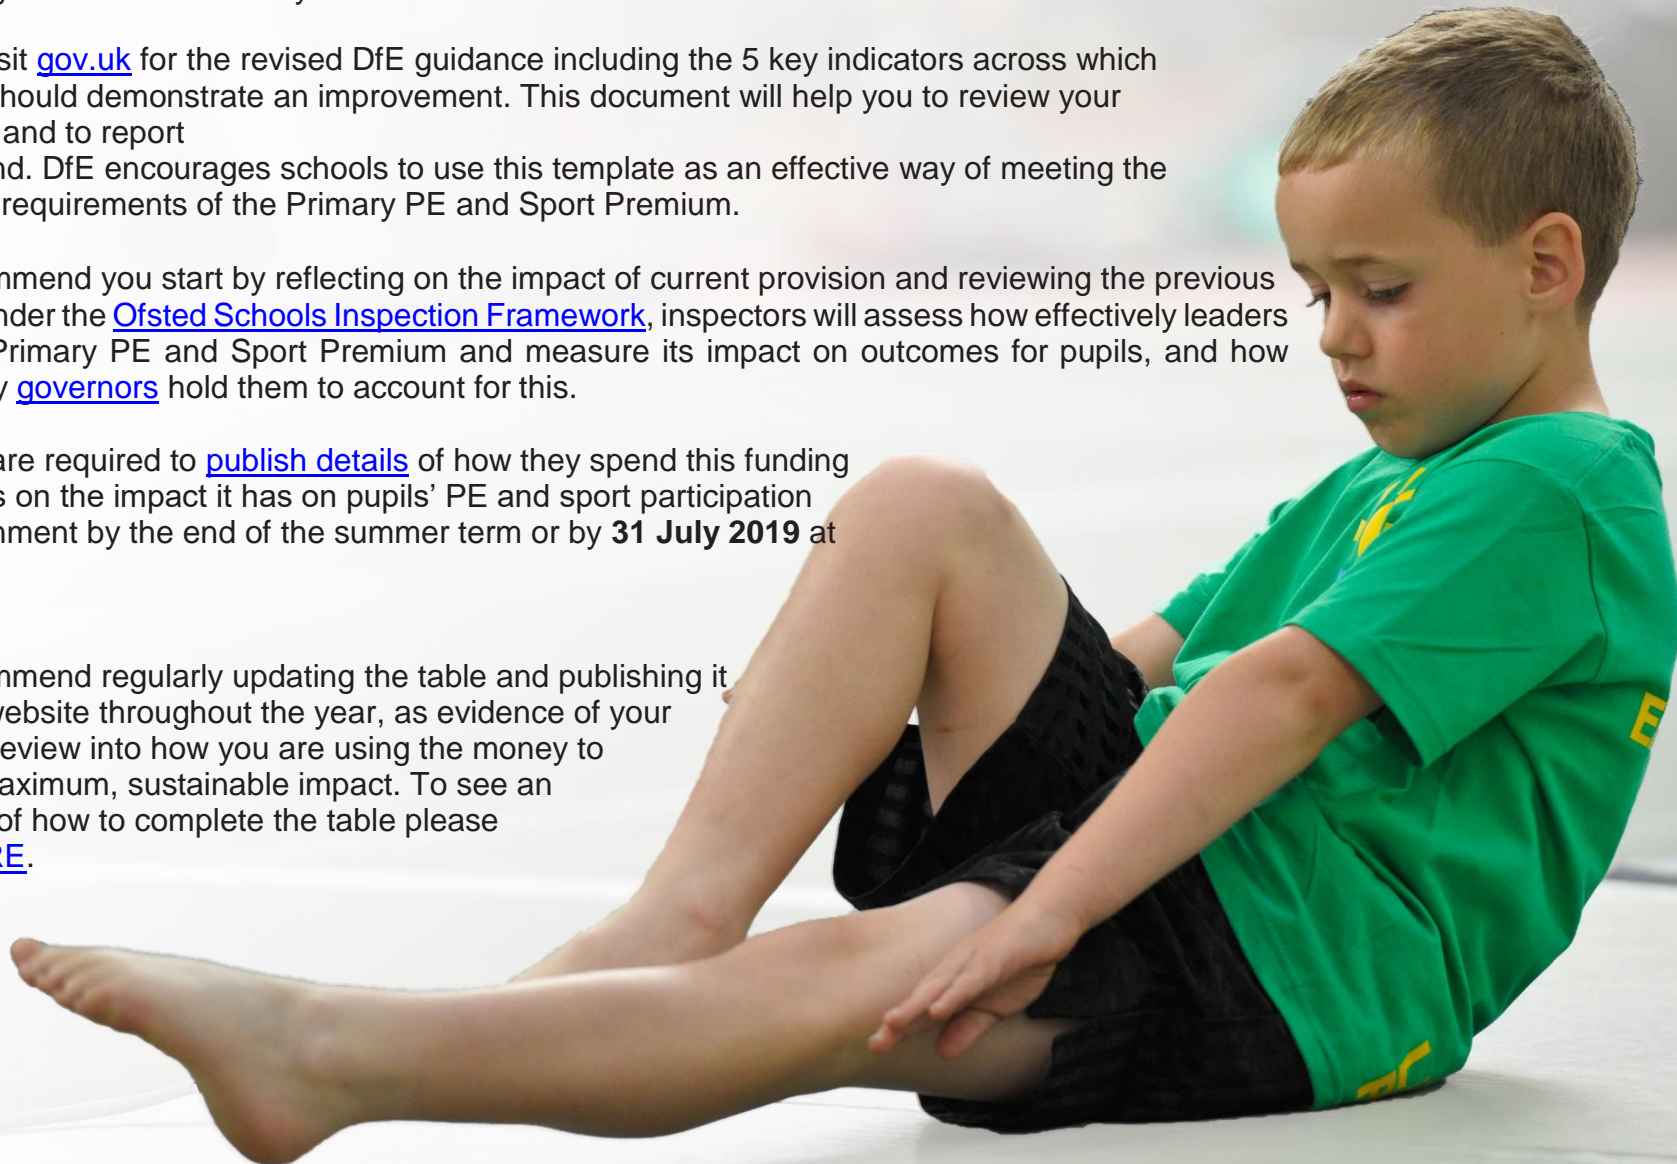 sit gov.uk for the revised DfE guidance including the 5 key indicators across which
hould demonstrate an improvement. This document will help you to review your
and to report
nd. DfE encourages schools to use this template as an effective way of meeting the
requirements of the Primary PE and Sport Premium.
mmend you start by reflecting on the impact of current provision and reviewing the previous
nder the Ofsted Schools Inspection Framework, inspectors will assess how effectively leaders
Primary PE and Sport Premium and measure its impact on outcomes for pupils, and how
y governors hold them to account for this.
are required to publish details of how they spend this funding
s on the impact it has on pupils’ PE and sport participation
nment by the end of the summer term or by 31 July 2019 at
mmend regularly updating the table and publishing it
website throughout the year, as evidence of your
eview into how you are using the money to
aximum, sustainable impact. To see an
of how to complete the table please
RE.